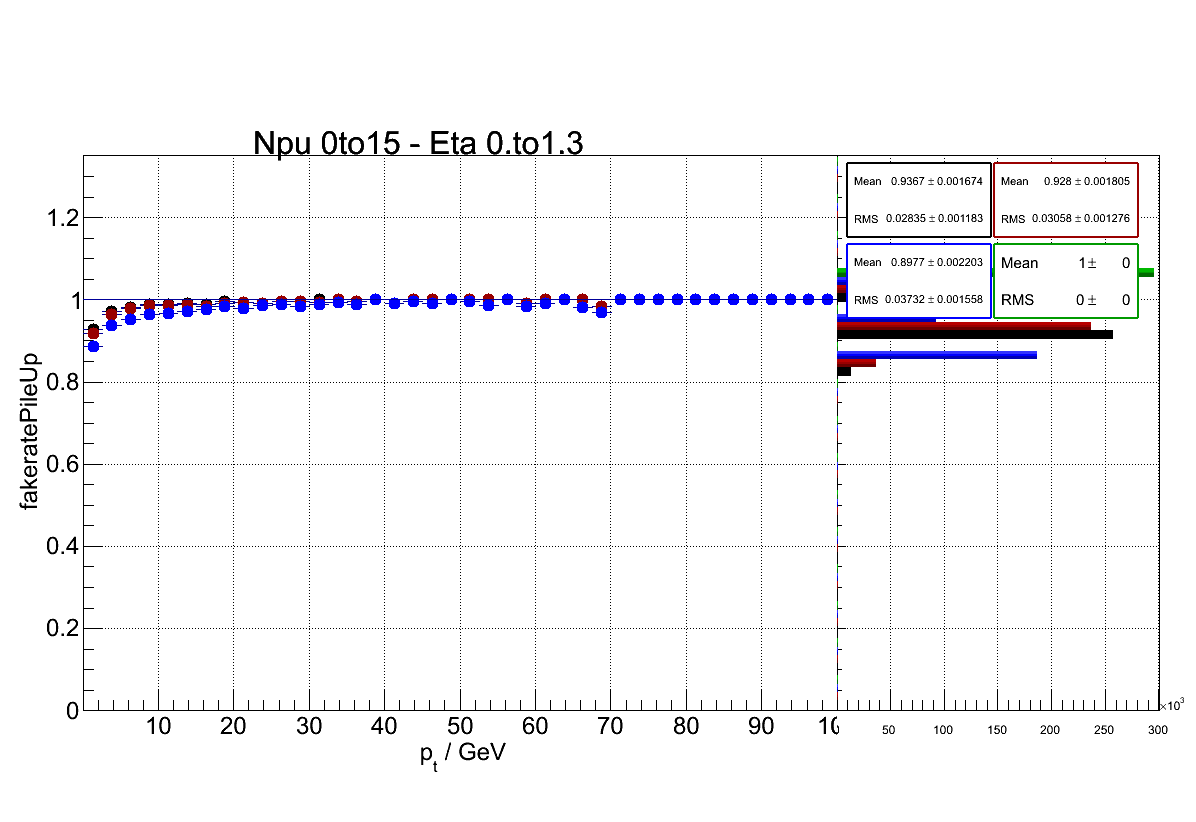 Npu 0to15 - Eta 0.to1.3
fakeratePileUp
1.2
1
0.8
0.6
0.4
0.2
0
10 20 30 40 50 60 70 80 90 10
p_t / GeV
Mean 0.9367 ± 0.001674
RMS 0.02835 ± 0.001183
Mean 0.928 ± 0.001805
RMS 0.03058 ± 0.001276
Mean 0.8977 ± 0.002203
RMS 0.03732 ± 0.001558
Mean 1 ± 0
RMS 0 ± 0
×10³
50 100 150 200 250 300